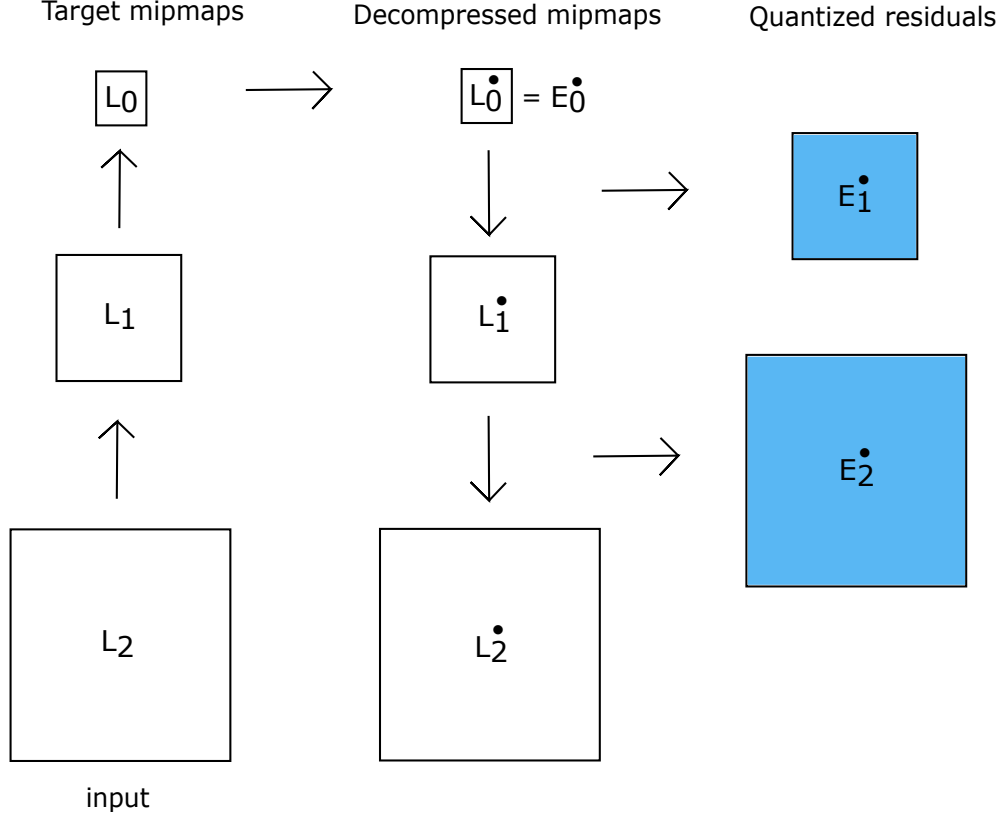 Target mipmaps
Decompressed mipmaps
Quantized residuals
L0
L0• = E0•
E1•
L1
L1•
E2•
L2
L2•
input